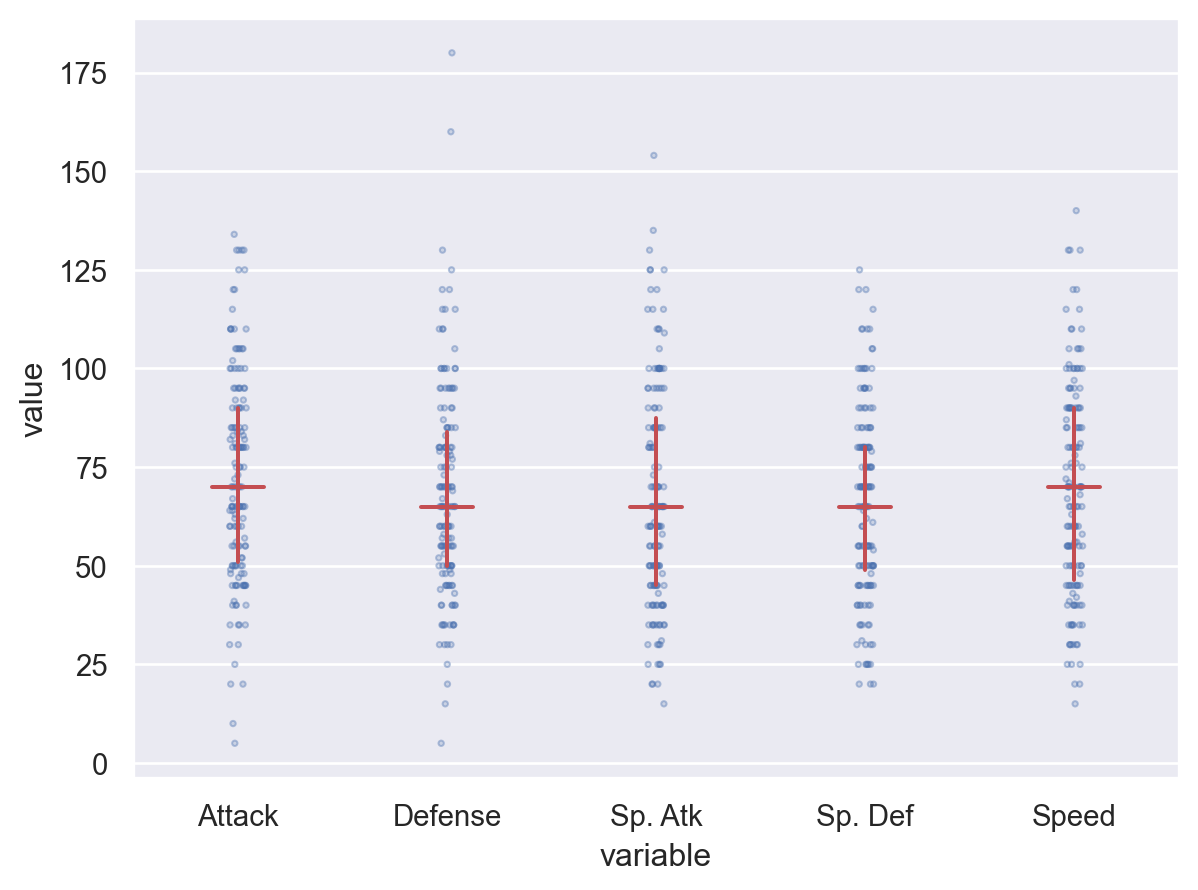 175
150
125
100
75
50
25
0
value
Attack
Defense
Sp. Atk
Sp. Def
Speed
variable